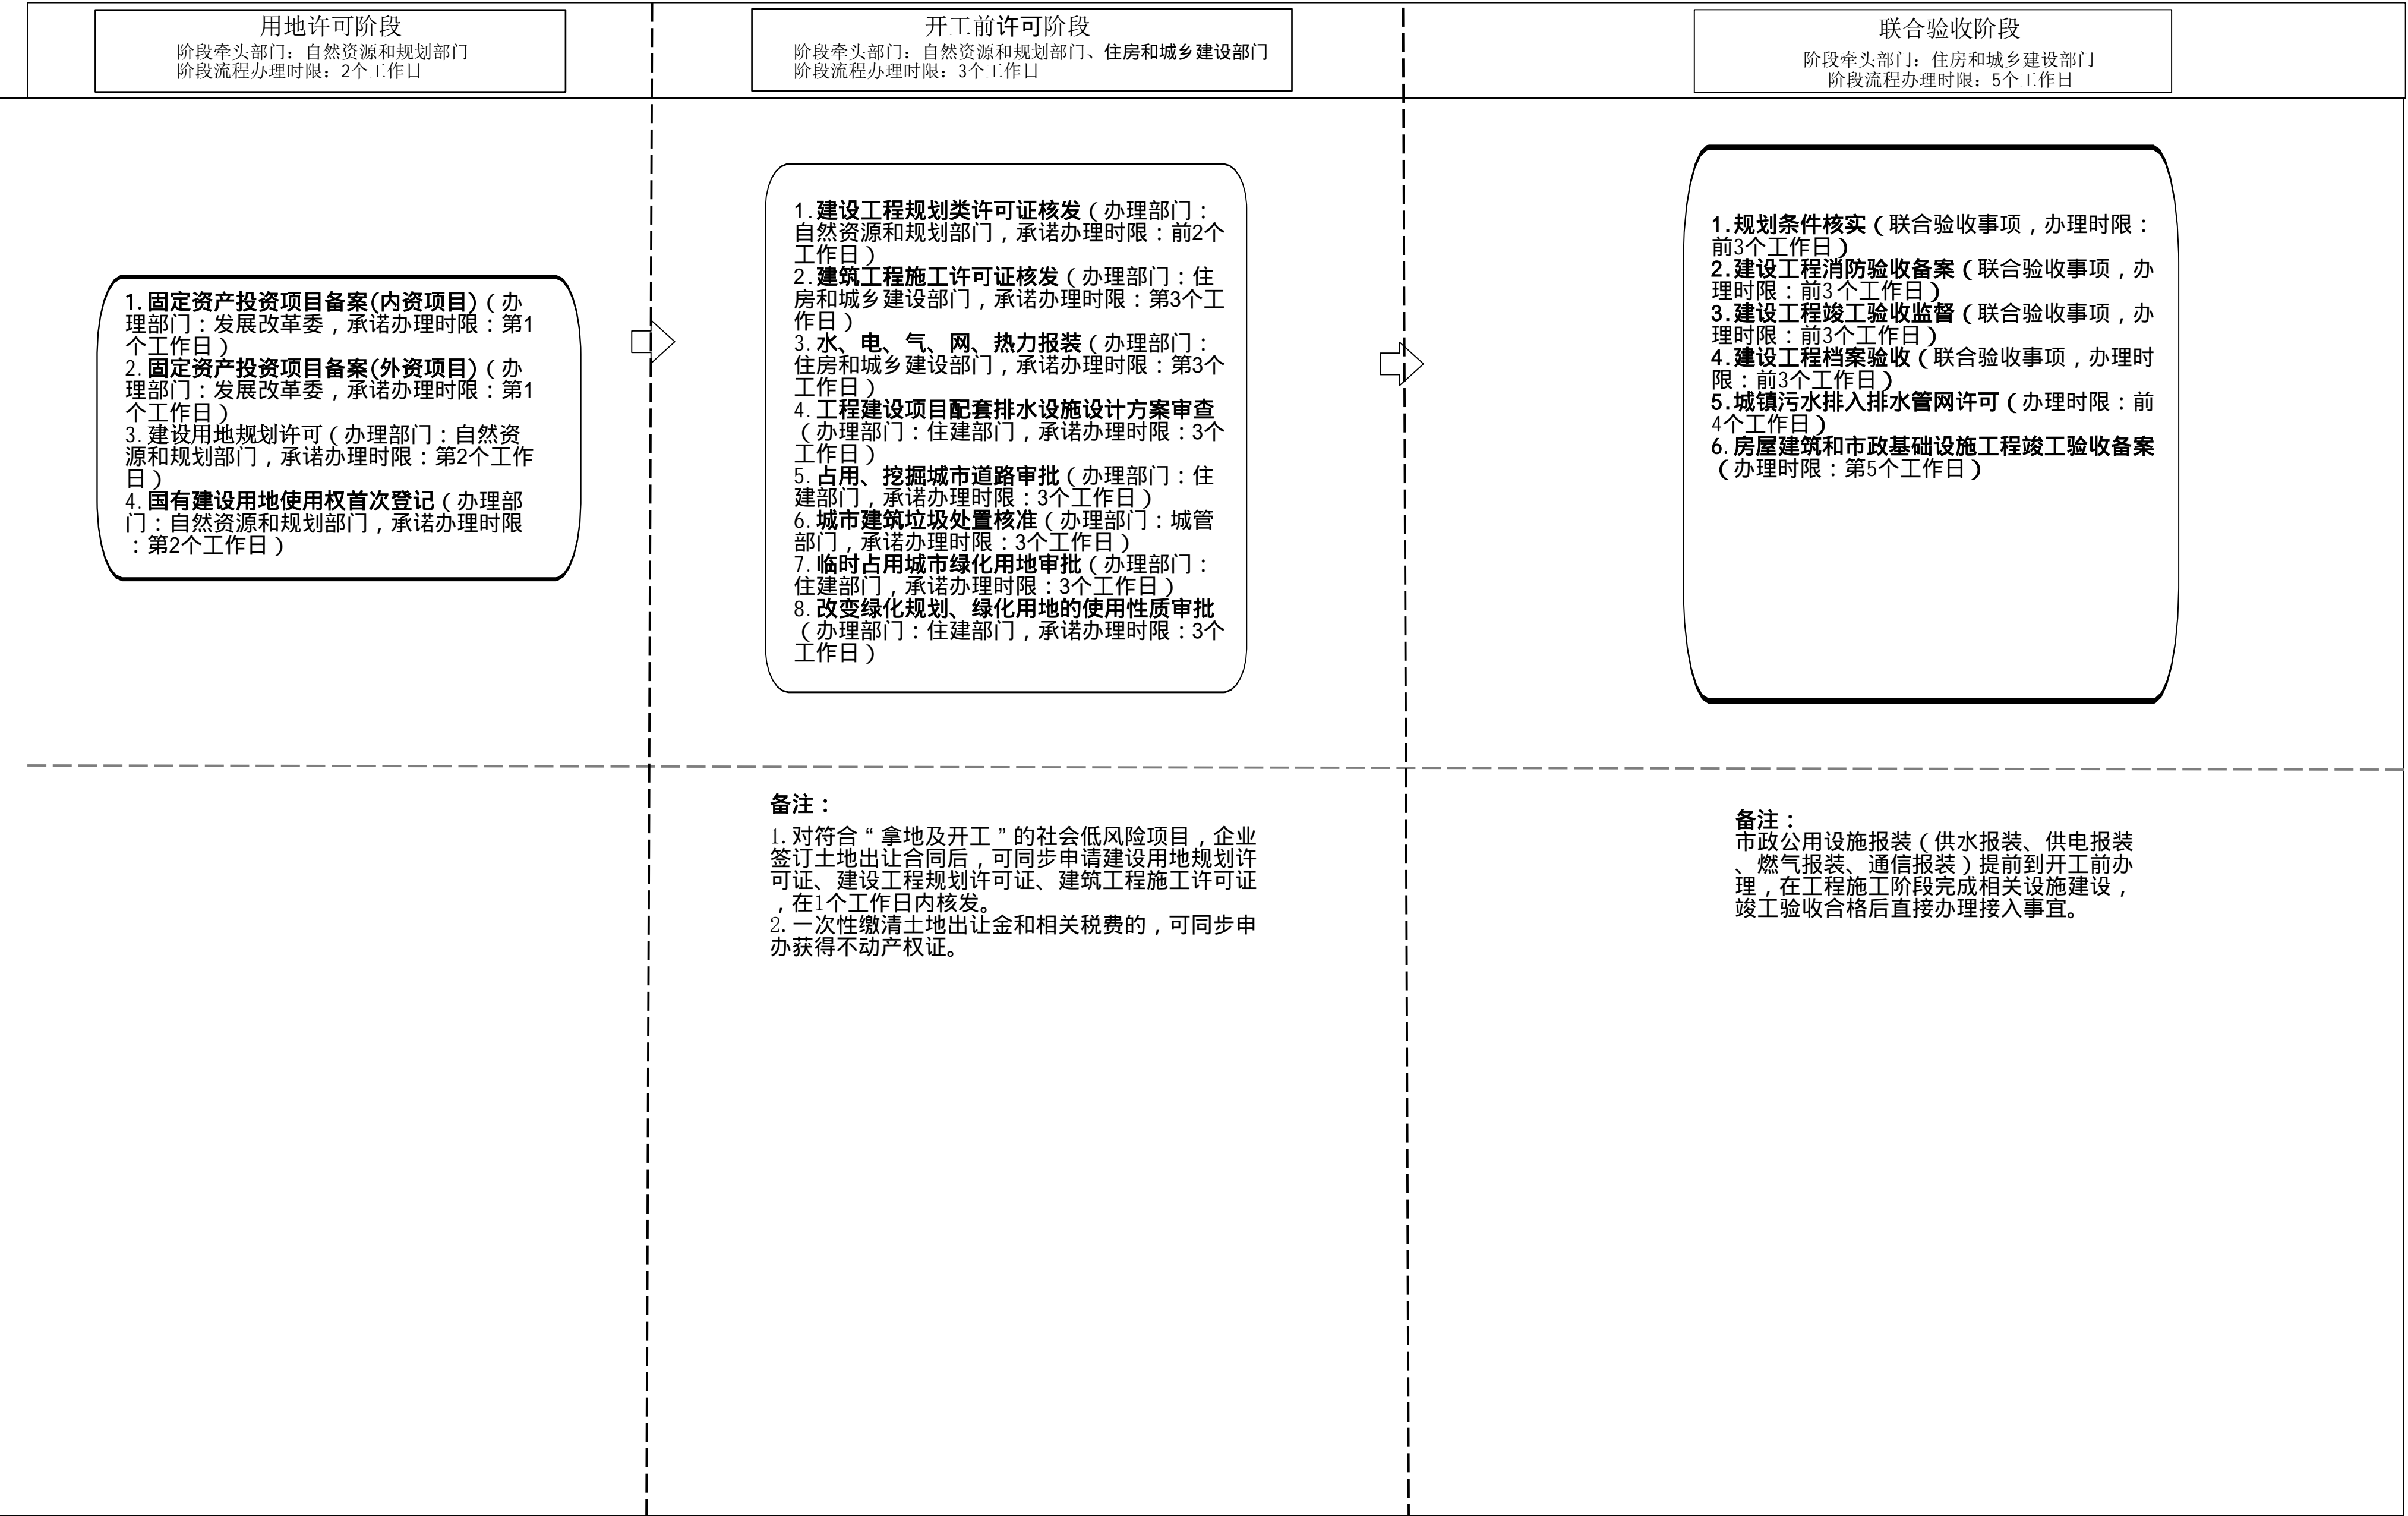 用地许可阶段
阶段牵头部门：自然资源和规划部门
阶段流程办理时限：2个工作日
开工前许可阶段
阶段牵头部门：自然资源和规划部门、住房和城乡建设部门
阶段流程办理时限：3个工作日
联合验收阶段
阶段牵头部门：住房和城乡建设部门
阶段流程办理时限：5个工作日
1.固定资产投资项目备案(内资项目)（办
理部门：发展改革委，承诺办理时限：第1
个工作日）
2.固定资产投资项目备案(外资项目)（办
理部门：发展改革委，承诺办理时限：第1
个工作日）
3.建设用地规划许可（办理部门：自然资
源和规划部门，承诺办理时限：第2个工作
日）
4.国有建设用地使用权首次登记（办理部
门：自然资源和规划部门，承诺办理时限
：第2个工作日）
1.建设工程规划类许可证核发（办理部门：
自然资源和规划部门，承诺办理时限：前2个
工作日）
2.建筑工程施工许可证核发（办理部门：住
房和城乡建设部门，承诺办理时限：第3个工
作日）
3.水、电、气、网、热力报装（办理部门：
住房和城乡建设部门，承诺办理时限：第3个
工作日）
4.工程建设项目配套排水设施设计方案审查
（办理部门：住建部门，承诺办理时限：3个
工作日）
5.占用、挖掘城市道路审批（办理部门：住
建部门，承诺办理时限：3个工作日）
6.城市建筑垃圾处置核准（办理部门：城管
部门，承诺办理时限：3个工作日）
7.临时占用城市绿化用地审批（办理部门：
住建部门，承诺办理时限：3个工作日）
8.改变绿化规划、绿化用地的使用性质审批
（办理部门：住建部门，承诺办理时限：3个
工作日）
1.规划条件核实（联合验收事项，办理时限：
前3个工作日）
2.建设工程消防验收备案（联合验收事项，办
理时限：前3个工作日）
3.建设工程竣工验收监督（联合验收事项，办
理时限：前3个工作日）
4.建设工程档案验收（联合验收事项，办理时
限：前3个工作日）
5.城镇污水排入排水管网许可（办理时限：前
4个工作日）
6.房屋建筑和市政基础设施工程竣工验收备案
（办理时限：第5个工作日）
备注：
1.对符合“拿地及开工”的社会低风险项目，企业
签订土地出让合同后，可同步申请建设用地规划许
可证、建设工程规划许可证、建筑工程施工许可证
，在1个工作日内核发。
2.一次性缴清土地出让金和相关税费的，可同步申
办获得不动产权证。
备注：
市政公用设施报装（供水报装、供电报装
、燃气报装、通信报装）提前到开工前办
理，在工程施工阶段完成相关设施建设，
竣工验收合格后直接办理接入事宜。